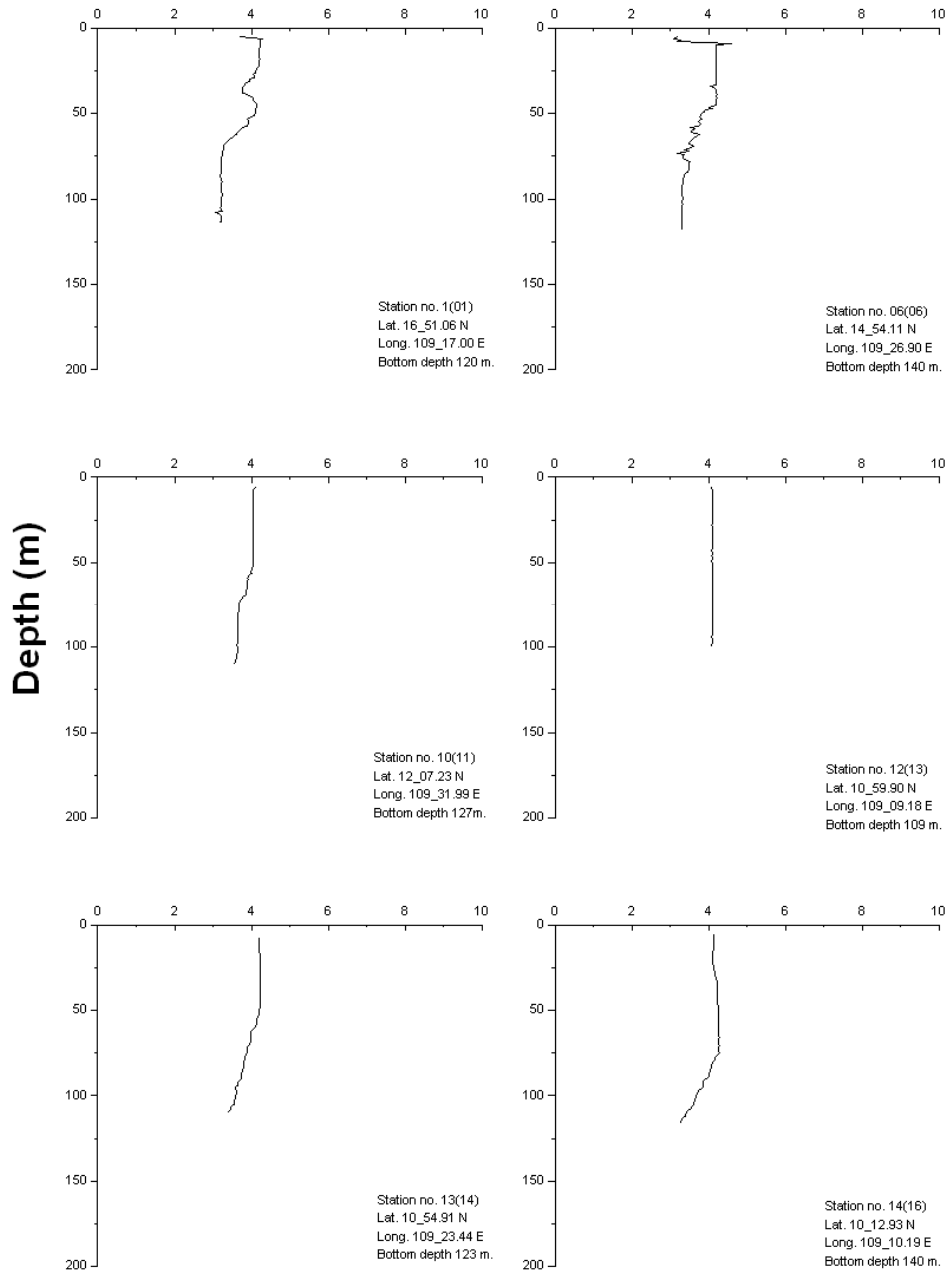 0 2 4 6 8 10
0
50
100
150
200
Station no. 1(01)
Lat. 16_51.06 N
Long. 109_17.00 E
Bottom depth 120 m.
0 2 4 6 8 10
0
50
100
150
200
Station no. 06(06)
Lat. 14_54.11 N
Long. 109_26.90 E
Bottom depth 140 m.
Depth (m)
0 2 4 6 8 10
0
50
100
150
200
Station no. 10(11)
Lat. 12_07.23 N
Long. 109_31.99 E
Bottom depth 127m.
0 2 4 6 8 10
0
50
100
150
200
Station no. 12(13)
Lat. 10_59.90 N
Long. 109_09.18 E
Bottom depth 109 m.
0 2 4 6 8 10
0
50
100
150
200
Station no. 13(14)
Lat. 10_54.91 N
Long. 109_23.44 E
Bottom depth 123 m.
0 2 4 6 8 10
0
50
100
150
200
Station no. 14(16)
Lat. 10_12.93 N
Long. 109_10.19 E
Bottom depth 140 m.